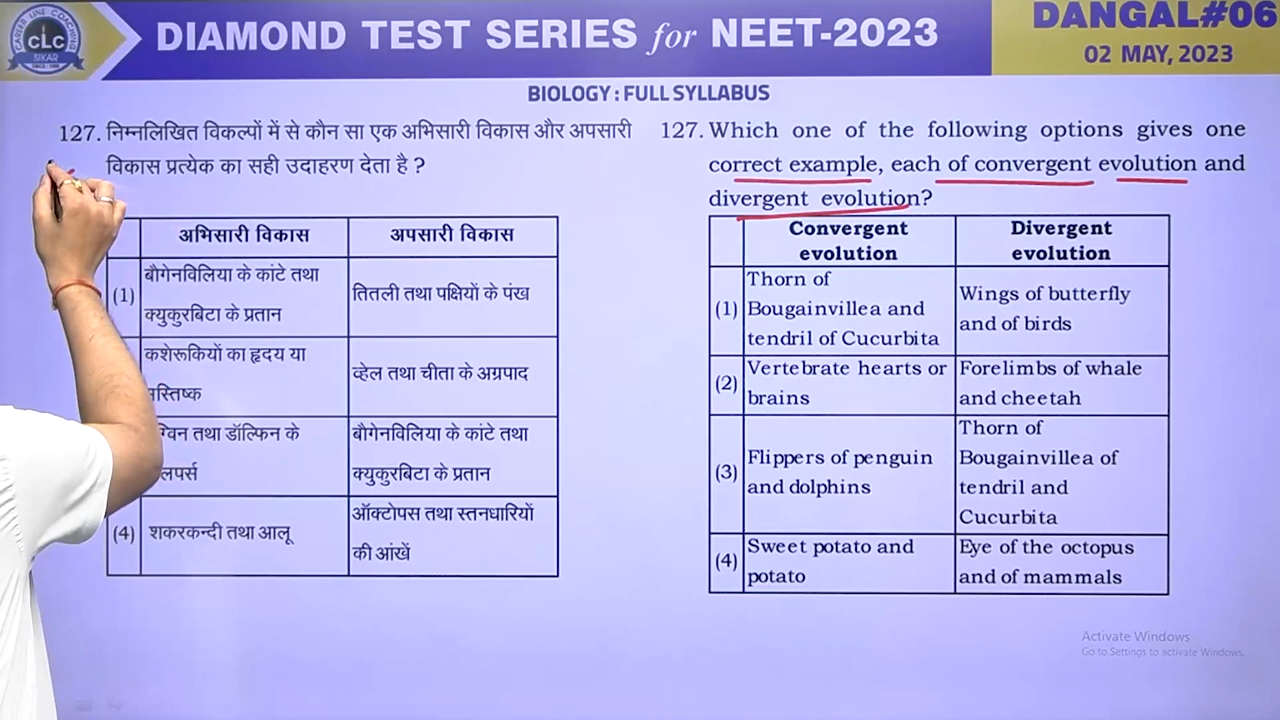 CAREER LINE COACHING
CLC
SIKAR
DIAMOND TEST SERIES for NEET-2023
DANGAL#06
02 MAY, 2023
BIOLOGY : FULL SYLLABUS
127. निम्नलिखित विकल्पों में से कौन सा एक अभिसारी विकास और अपसारी
विकास प्रत्येक का सही उदाहरण देता है ?
अभिसारी विकास अपसारी विकास
(1) बौगेनविलिया के कांटे तथा
क्युकुरबिटा के प्रतान
तितली तथा पक्षियों के पंख
कशेरूकियों का हृदय या
व्हेल तथा चीता के अग्रपाद
तथा डॉल्फिन के
बौगेनविलिया के कांटे तथा
क्युकुरबिटा के प्रतान
(4) शकरकन्दी तथा आलू
ऑक्टोपस तथा स्तनधारियों
की आंखें
127. Which one of the following options gives one
correct example, each of convergent evolution and
divergent evolution?
Convergent
evolution
Divergent
evolution
(1) Thorn of
Bougainvillea and
tendril of Cucurbita
Wings of butterfly
and of birds
(2) Vertebrate hearts or
brains
Forelimbs of whale
and cheetah
(3) Flippers of penguin
and dolphins
Thorn of
Bougainvillea of
tendril and
Cucurbita
(4) Sweet potato and
potato
Eye of the octopus
and of mammals
Activate Windows
Go to Settings to activate Windows.